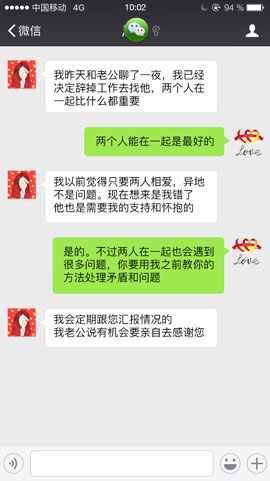 中国移动 4G 10:02 94 %
微信
我昨天和老公聊了一夜，我已经
决定辞掉工作去找他，两个人在
一起比什么都重要
两个人能在一起是最好的
Love
我以前觉得只要两人相爱，异地
不是问题。现在想来是我错了
他也是需要我的支持和怀抱的
是的。不过两人在一起也会遇到
很多问题，你要用我之前教你的
方法处理矛盾和问题
Love
我会定期跟您汇报情况的
我老公说有机会要亲自去感谢您